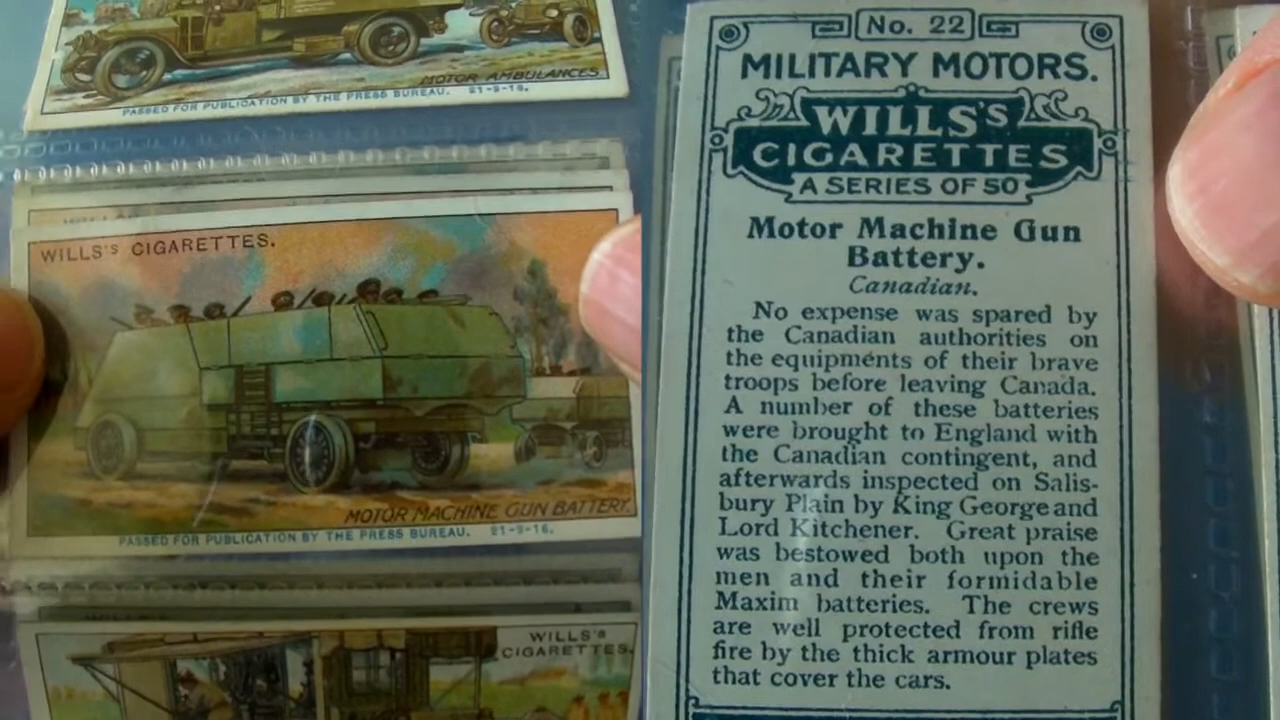 MOTOR AMBULANCES.
PASSED FOR PUBLICATION BY THE PRESS BUREAU. 21-9-16.
WILLS'S CIGARETTES.
MOTOR MACHINE GUN BATTERY.
PASSED FOR PUBLICATION BY THE PRESS BUREAU. 21-9-16.
WILLS'S
CIGARETTES.
No. 22
MILITARY MOTORS.
WILLS'S
CIGARETTES
A SERIES OF 50
Motor Machine Gun
Battery.
Canadian.
No expense was spared by
the Canadian authorities on
the equipments of their brave
troops before leaving Canada.
A number of these batteries
were brought to England with
the Canadian contingent, and
afterwards inspected on Salis-
bury Plain by King George and
Lord Kitchener. Great praise
was bestowed both upon the
men and their formidable
Maxim batteries. The crews
are well protected from rifle
fire by the thick armour plates
that cover the cars.